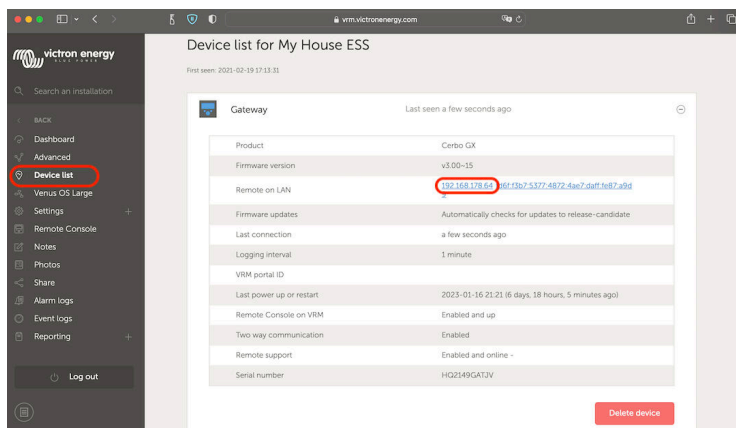 vrm.victronenergy.com
victron energy
BLUE POWER
Search an installation
BACK
Dashboard
Advanced
Device list
Venus OS Large
Settings
Remote Console
Notes
Photos
Share
Alarm logs
Event logs
Reporting
Log out
Device list for My House ESS
First seen: 2021-02-19 17:13:31
Gateway Last seen a few seconds ago
Product Cerbo GX
Firmware version v3.00~15
Remote on LAN 192.168.178.64
Firmware updates Automatically checks for updates to release-candidate
Last connection a few seconds ago
Logging interval 1 minute
VRM portal ID
Last power up or restart 2023-01-16 21:21 (6 days, 18 hours, 5 minutes ago)
Remote Console on VRM Enabled and up
Two way communication Enabled
Remote support Enabled and online -
Serial number HQ2149GATJV
Delete device